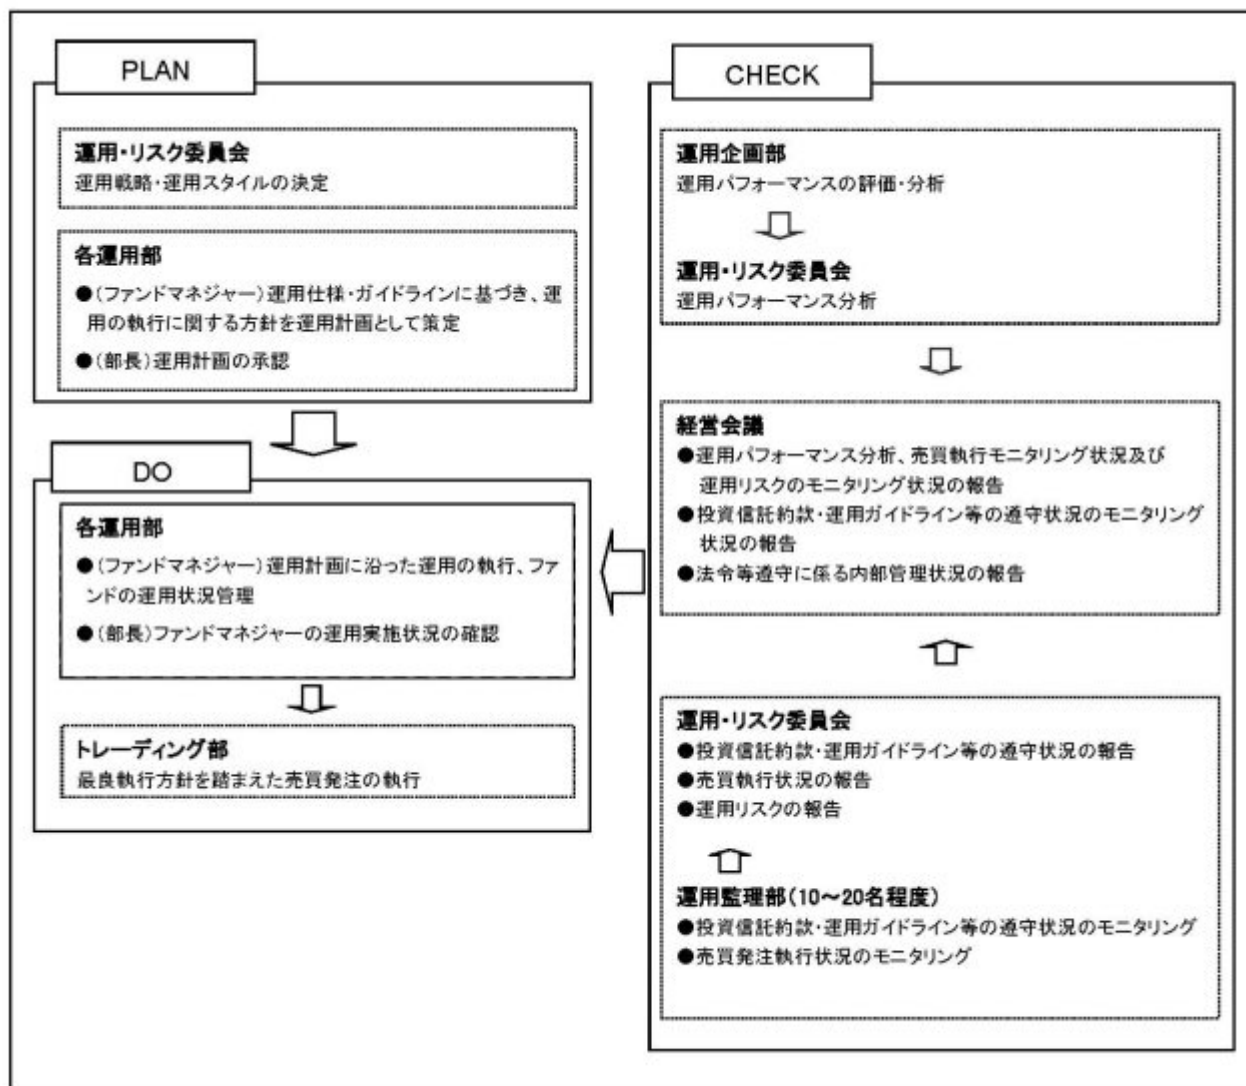 PLAN
運用・リスク委員会
運用戦略・運用スタイルの決定
各運用部
●(ファンドマネジャー)運用仕様・ガイドラインに基づき、運
用の執行に関する方針を運用計画として策定
●(部長)運用計画の承認
DO
各運用部
●(ファンドマネジャー)運用計画に沿った運用の執行、ファ
ンドの運用状況管理
●(部長)ファンドマネジャーの運用実施状況の確認
トレーディング部
最良執行方針を踏まえた売買発注の執行
CHECK
運用企画部
運用パフォーマンスの評価・分析
運用・リスク委員会
運用パフォーマンス分析
経営会議
●運用パフォーマンス分析、売買執行モニタリング状況及び
運用リスクのモニタリング状況の報告
●投資信託約款・運用ガイドライン等の遵守状況のモニタリング
状況の報告
●法令等遵守に係る内部管理状況の報告
運用・リスク委員会
●投資信託約款・運用ガイドライン等の遵守状況の報告
●売買執行状況の報告
●運用リスクの報告
運用監理部(10～20名程度)
●投資信託約款・運用ガイドライン等の遵守状況のモニタリング
●売買発注執行状況のモニタリング